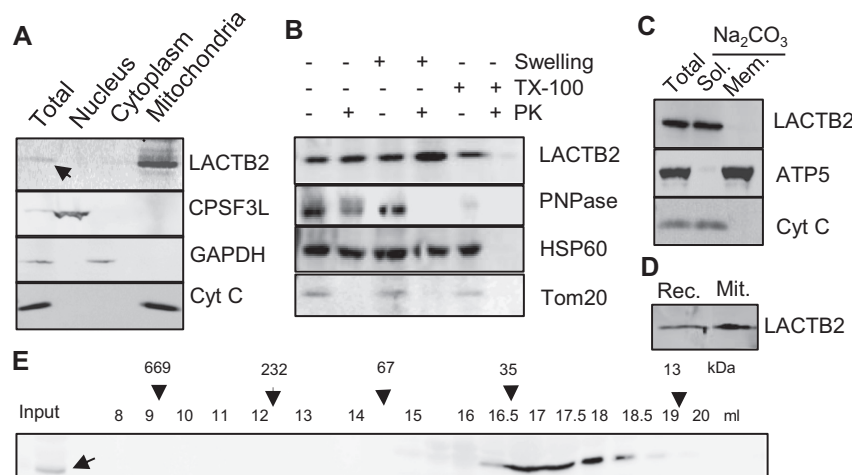 A
Total Nucleus Cytoplasm Mitochondria
LACTB2
CPSF3L
GAPDH
Cyt C
B
- - + + - - Swelling
- - - - + + TX-100
- + - + - + PK
LACTB2
PNPase
HSP60
Tom20
C
Na₂CO₃
Total Sol. Mem.
LACTB2
ATP5
Cyt C
D
Rec. Mit.
LACTB2
E
669 232 67 35 13 kDa
Input 8 9 10 11 12 13 14 15 16 16.5 17 17.5 18 18.5 19 20 ml